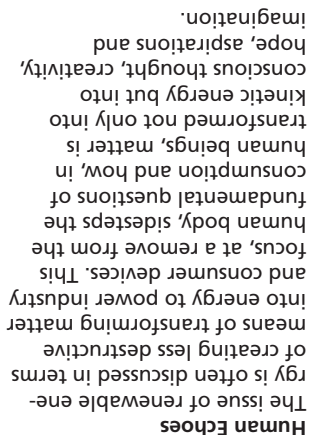 Human Echoes
The issue of renewable ene-
rgy is often discussed in terms
of creating less destructive
means of transforming matter
into energy to power industry
and consumer devices. This
focus, at a remove from the
human body, sidesteps the
fundamental questions of
consumption and how, in
human beings, matter is
transformed not only into
kinetic energy but into
conscious thought, creativity,
hope, aspirations and
imagination.